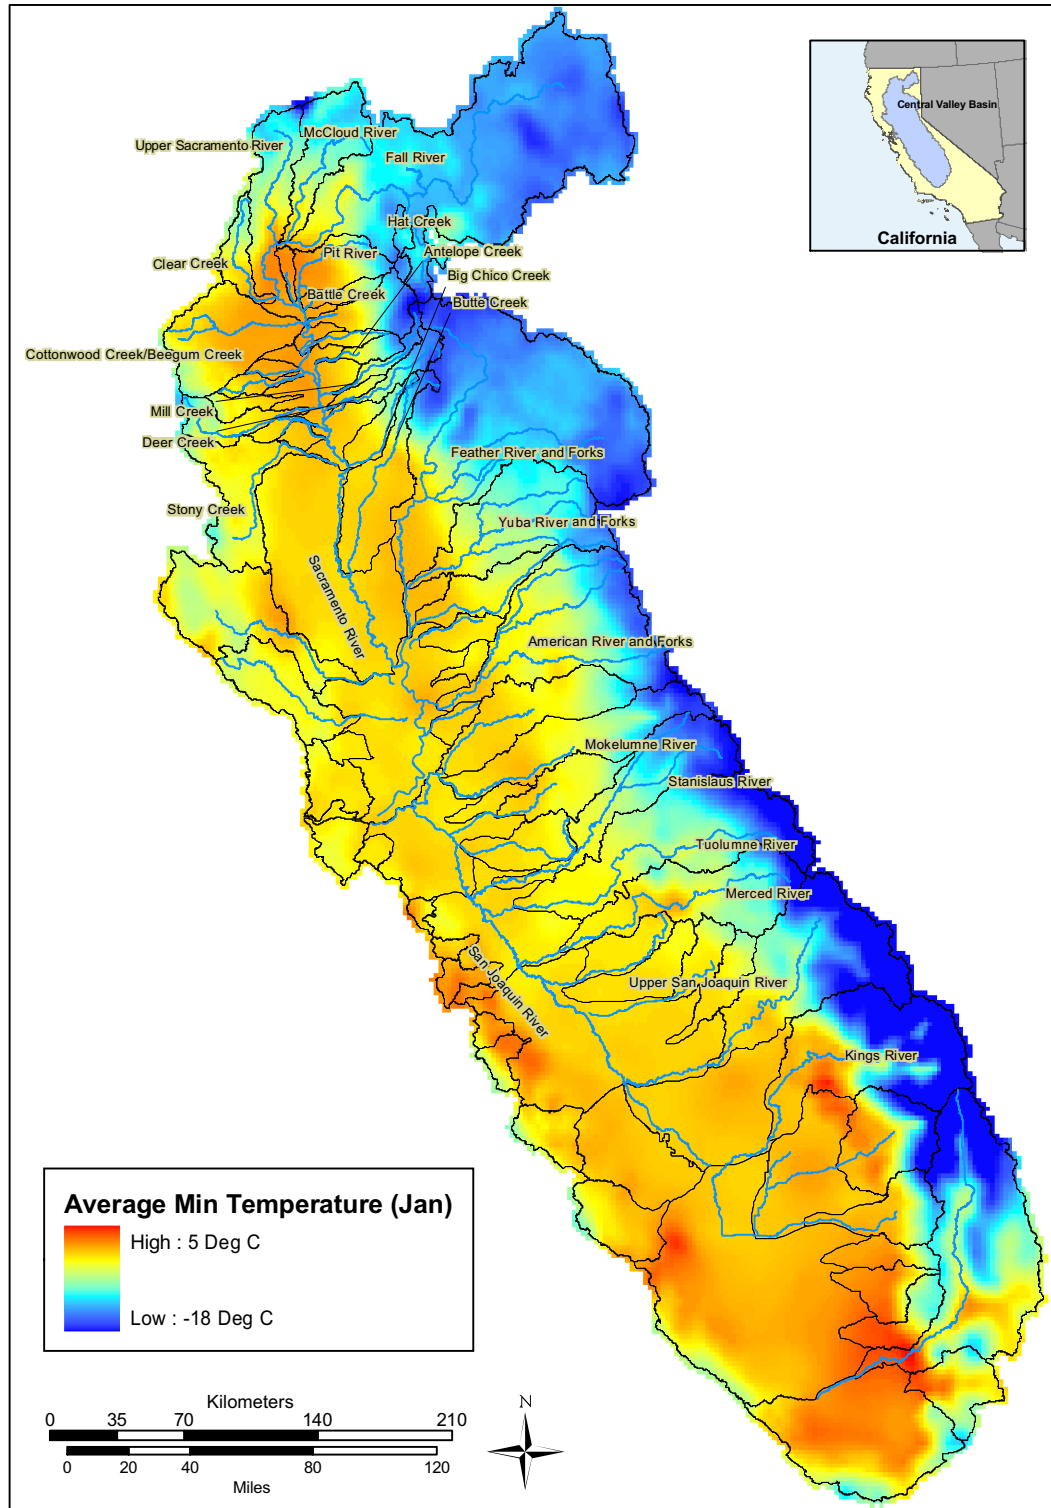 Central Valley Basin
California
McCloud River
Upper Sacramento River
Fall River
Hat Creek
Antelope Creek
Pit River
Clear Creek
Big Chico Creek
Battle Creek
Butte Creek
Cottonwood Creek/Beegum Creek
Mill Creek
Deer Creek
Feather River and Forks
Stony Creek
Yuba River and Forks
Sacramento River
American River and Forks
Mokelumne River
Stanislaus River
Tuolumne River
Merced River
San Joaquin River
Upper San Joaquin River
Kings River
Average Min Temperature (Jan)
High : 5 Deg C
Low : -18 Deg C
Kilometers
0 35 70 140 210
0 20 40 80 120
Miles
N